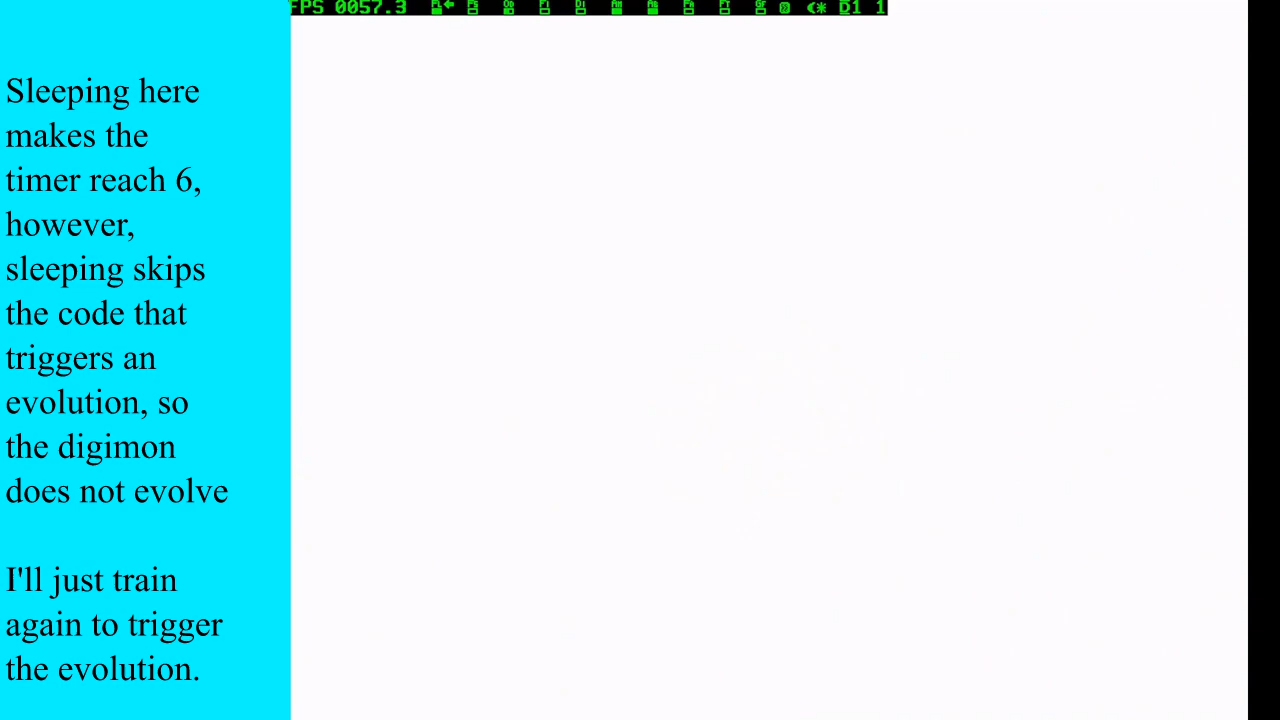 FPS 0057.3
Sleeping here
makes the
timer reach 6,
however,
sleeping skips
the code that
triggers an
evolution, so
the digimon
does not evolve
I'll just train
again to trigger
the evolution.